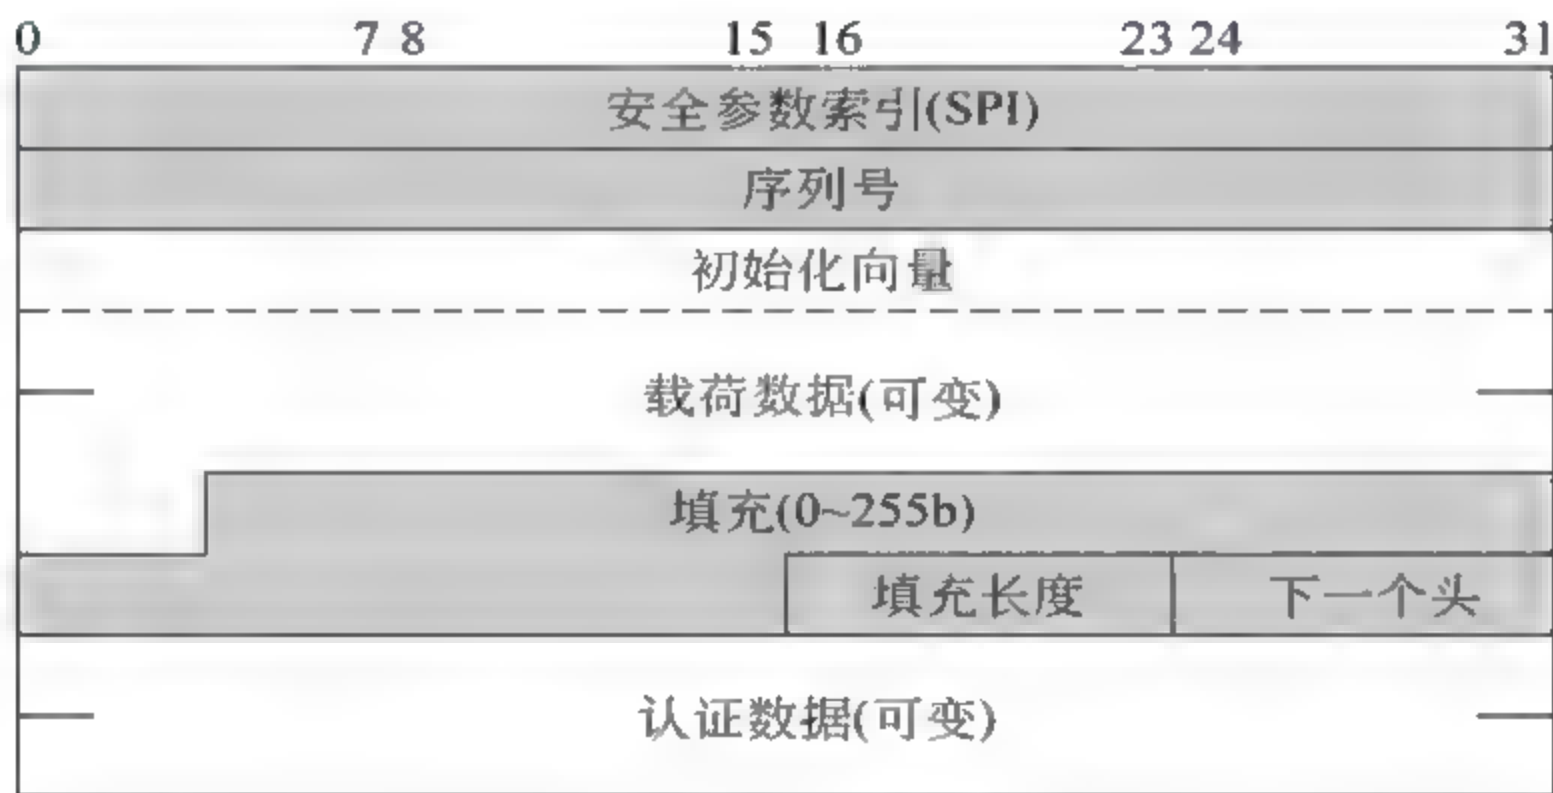 0 7 8 15 16 23 24 31
安全参数索引(SPI)
序列号
初始化向量
载荷数据(可变)
填充(0~255b)
填充长度 下一个头
认证数据(可变)